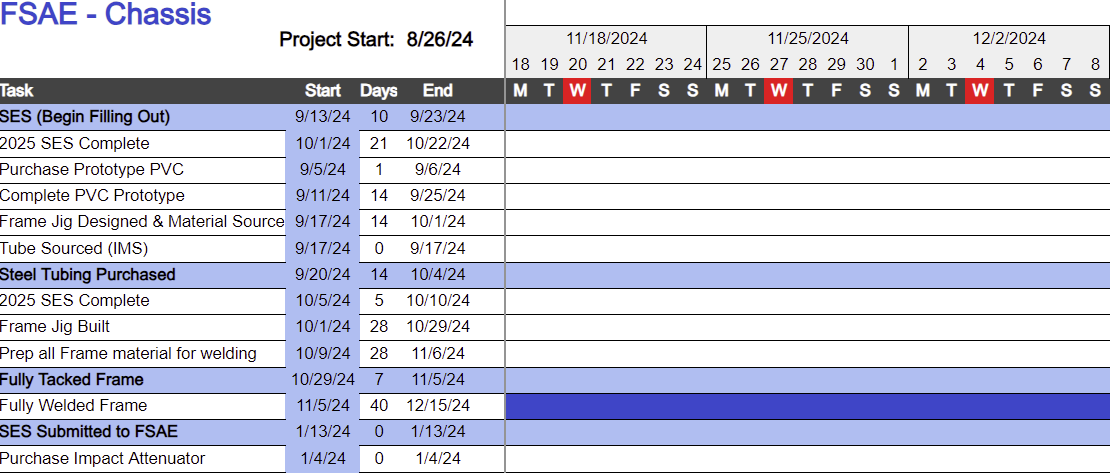 FSAE - Chassis
Project Start: 8/26/24
11/18/2024 11/25/2024 12/2/2024
18 19 20 21 22 23 24 25 26 27 28 29 30 1 2 3 4 5 6 7 8
Task Start Days End M T W T F S S M T W T F S S M T W T F S S
SES (Begin Filling Out) 9/13/24 10 9/23/24
2025 SES Complete 10/1/24 21 10/22/24
Purchase Prototype PVC 9/5/24 1 9/6/24
Complete PVC Prototype 9/11/24 14 9/25/24
Frame Jig Designed & Material Source 9/17/24 14 10/1/24
Tube Sourced (IMS) 9/17/24 0 9/17/24
Steel Tubing Purchased 9/20/24 14 10/4/24
2025 SES Complete 10/5/24 5 10/10/24
Frame Jig Built 10/1/24 28 10/29/24
Prep all Frame material for welding 10/9/24 28 11/6/24
Fully Tacked Frame 10/29/24 7 11/5/24
Fully Welded Frame 11/5/24 40 12/15/24
SES Submitted to FSAE 1/13/24 0 1/13/24
Purchase Impact Attenuator 1/4/24 0 1/4/24